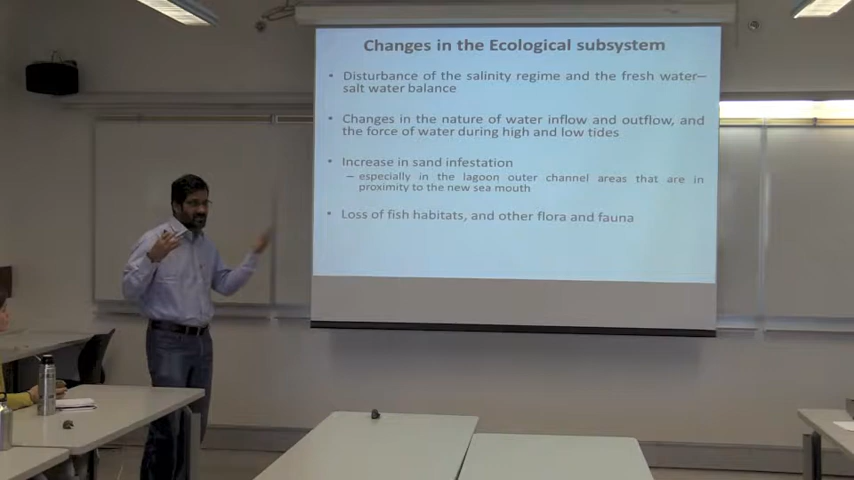 Changes in the Ecological subsystem
• Disturbance of the salinity regime and the fresh water–
salt water balance
• Changes in the nature of water inflow and outflow, and
the force of water during high and low tides
• Increase in sand infestation
– especially in the lagoon outer channel areas that are in
proximity to the new sea mouth
• Loss of fish habitats, and other flora and fauna